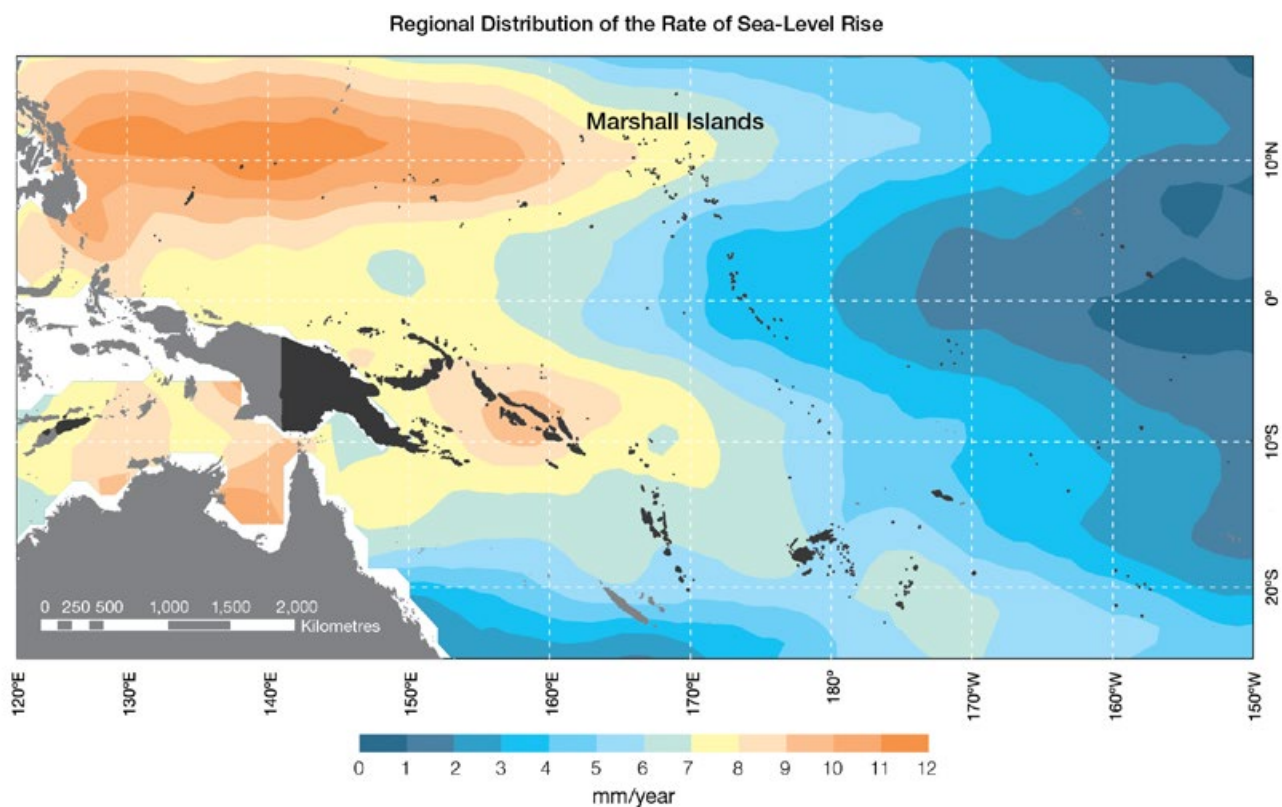 Regional Distribution of the Rate of Sea-Level Rise
Marshall Islands
10°N
0°
10°S
20°S
0 250 500 1,000 1,500 2,000
Kilometres
120°E 130°E 140°E 150°E 160°E 170°E 180° 170°W 160°W 150°W
0 1 2 3 4 5 6 7 8 9 10 11 12
mm/year